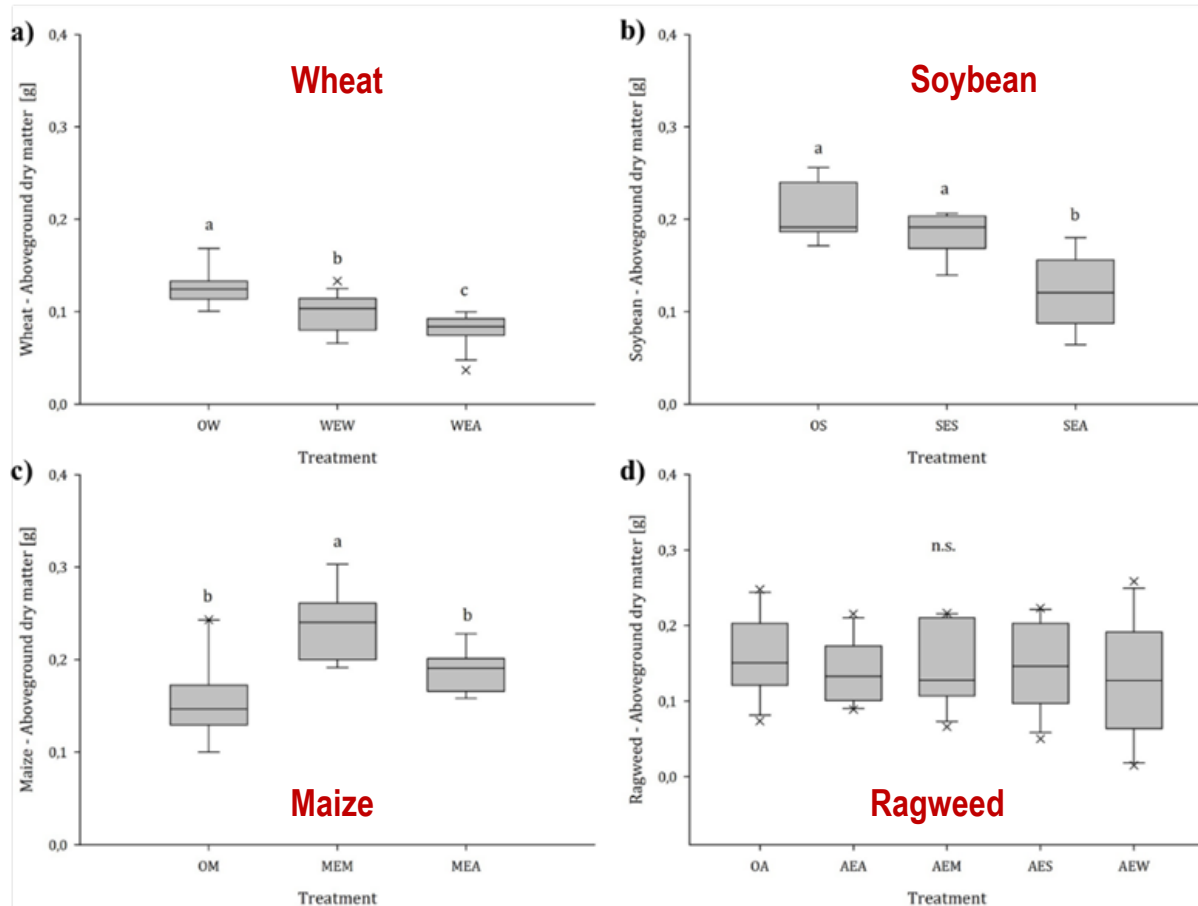 a)
Wheat
Wheat - Aboveground dry matter [g]
0,4
0,3
0,2
0,1
0,0
a
b
c
OW WEW WEA
Treatment
b)
Soybean
Soybean - Aboveground dry matter [g]
0,4
0,3
0,2
0,1
0,0
a
a
b
OS SES SEA
Treatment
c)
Maize - Aboveground dry matter [g]
0,4
0,3
0,2
0,1
0,0
b
a
b
Maize
OM MEM MEA
Treatment
d)
Ragweed - Aboveground dry matter [g]
0,4
0,3
0,2
0,1
0,0
n.s.
Ragweed
OA AEA AEM AES AEW
Treatment